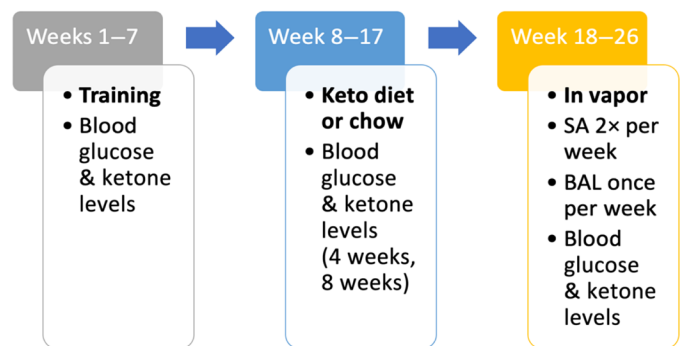 Weeks 1–7
• Training
• Blood
glucose
& ketone
levels
Week 8–17
• Keto diet
or chow
• Blood
glucose
& ketone
levels
(4 weeks,
8 weeks)
Week 18–26
• In vapor
• SA 2× per
week
• BAL once
per week
• Blood
glucose
& ketone
levels